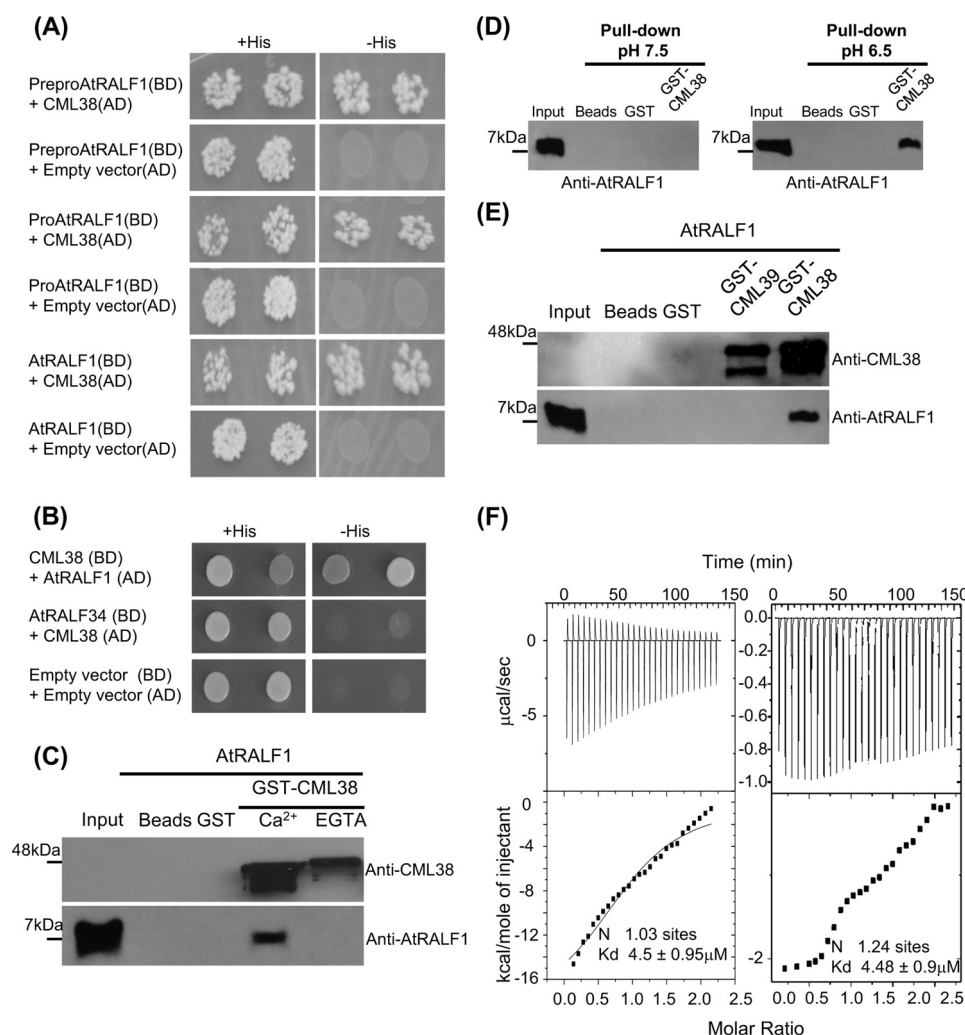 (A)
+His -His
PreproAtRALF1(BD)
+ CML38(AD)
PreproAtRALF1(BD)
+ Empty vector(AD)
ProAtRALF1(BD)
+ CML38(AD)
ProAtRALF1(BD)
+ Empty vector(AD)
AtRALF1(BD)
+ CML38(AD)
AtRALF1(BD)
+ Empty vector(AD)
(B)
+His -His
CML38 (BD)
+ AtRALF1 (AD)
AtRALF34 (BD)
+ CML38 (AD)
Empty vector (BD)
+ Empty vector (AD)
(C)
AtRALF1
GST-CML38
Input Beads GST Ca²⁺ EGTA
48kDa
Anti-CML38
7kDa
Anti-AtRALF1
(D)
Pull-down
pH 7.5
Input Beads GST GST-CML38
7kDa
Anti-AtRALF1
Pull-down
pH 6.5
Input Beads GST GST-CML38
7kDa
Anti-AtRALF1
(E)
AtRALF1
Input Beads GST GST-CML39 GST-CML38
48kDa
Anti-CML38
7kDa
Anti-AtRALF1
(F)
Time (min)
0 50 100 150
0 50 100 150
µcal/sec
0
-5
0.0
-0.2
-0.4
-0.6
-0.8
-1.0
kcal/mole of injectant
0
-4
-8
-12
-16
N 1.03 sites
Kd 4.5 ± 0.95µM
0.0 0.5 1.0 1.5 2.0 2.5
-2
N 1.24 sites
Kd 4.48 ± 0.9µM
0.0 0.5 1.0 1.5 2.0 2.5
Molar Ratio